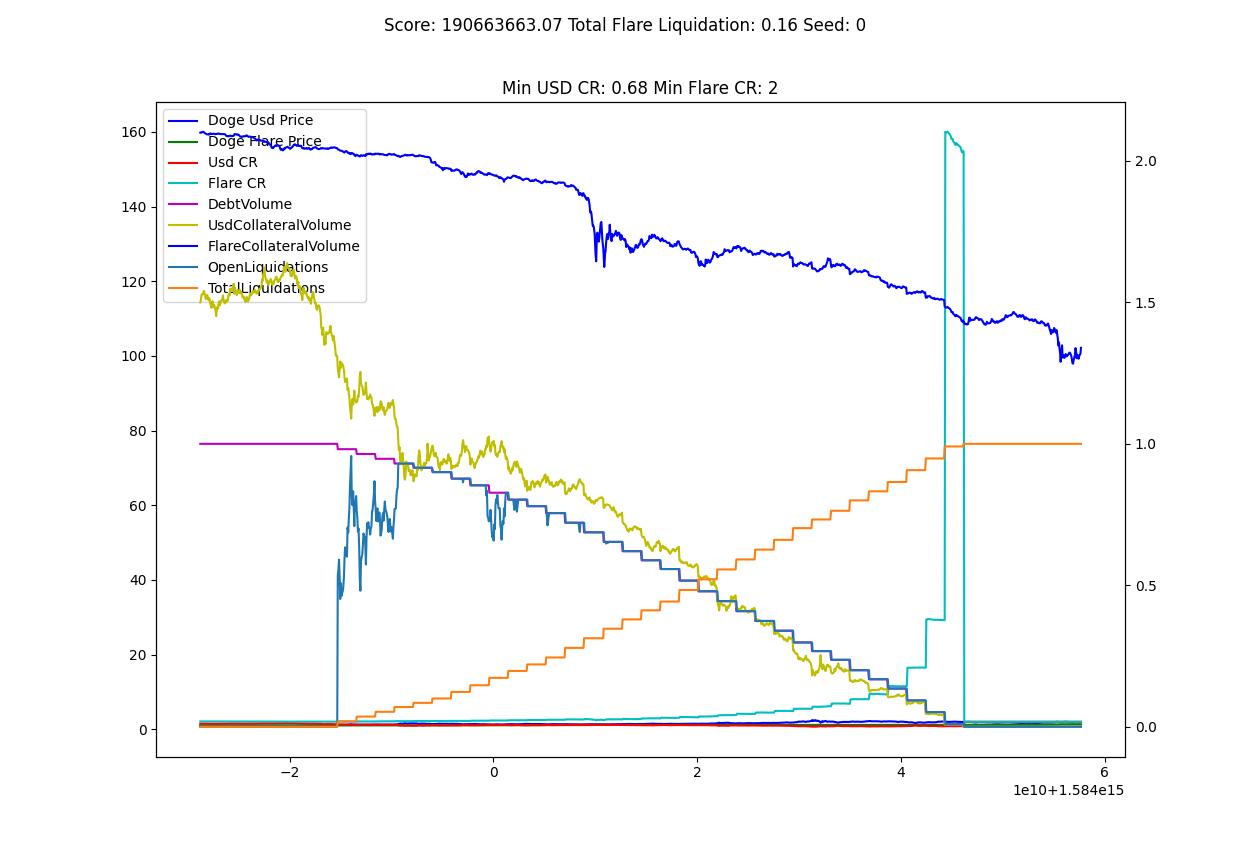 Score: 190663663.07 Total Flare Liquidation: 0.16 Seed: 0
Min USD CR: 0.68 Min Flare CR: 2
Doge Usd Price
Doge Flare Price
Usd CR
Flare CR
DebtVolume
UsdCollateralVolume
FlareCollateralVolume
OpenLiquidations
TotalLiquidations
160
140
120
100
80
60
40
20
0
2.0
1.5
1.0
0.5
0.0
−2
0
2
4
6
1e10+1.584e15